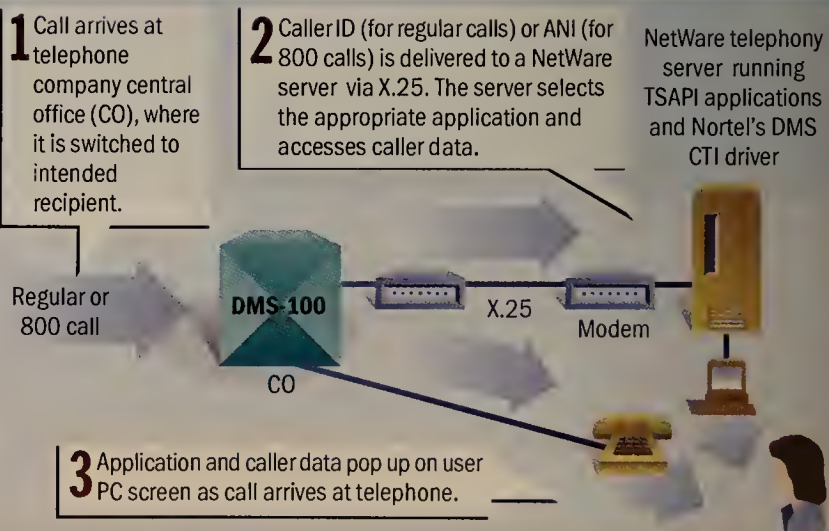 1 Call arrives at
telephone
company central
office (CO), where
it is switched to
intended
recipient.
2 Caller ID (for regular calls) or ANI (for
800 calls) is delivered to a NetWare
server via X.25. The server selects
the appropriate application and
accesses caller data.
NetWare telephony
server running
TSAPI applications
and Nortel's DMS
CTI driver
Regular or
800 call
DMS-100
CO
X.25
Modem
3 Application and caller data pop up on user
PC screen as call arrives at telephone.